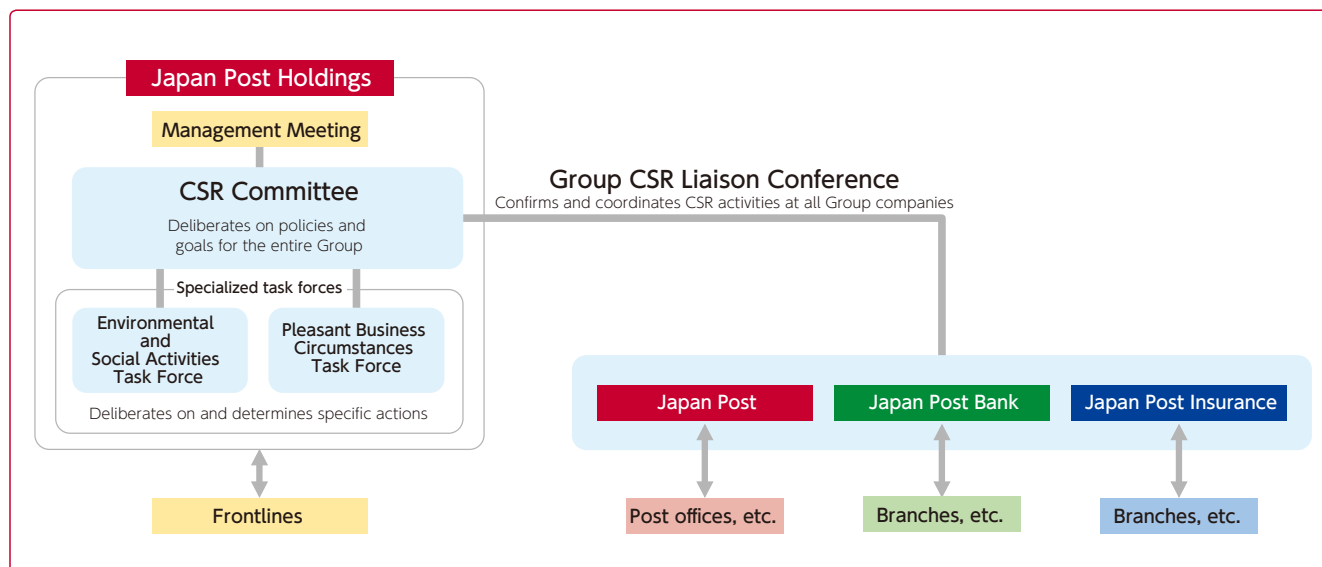 Japan Post Holdings
Management Meeting
CSR Committee
Deliberates on policies and
goals for the entire Group
Specialized task forces
Environmental
and
Social Activities
Task Force
Pleasant Business
Circumstances
Task Force
Deliberates on and determines specific actions
Frontlines
Group CSR Liaison Conference
Confirms and coordinates CSR activities at all Group companies
Japan Post
Japan Post Bank
Japan Post Insurance
Post offices, etc.
Branches, etc.
Branches, etc.